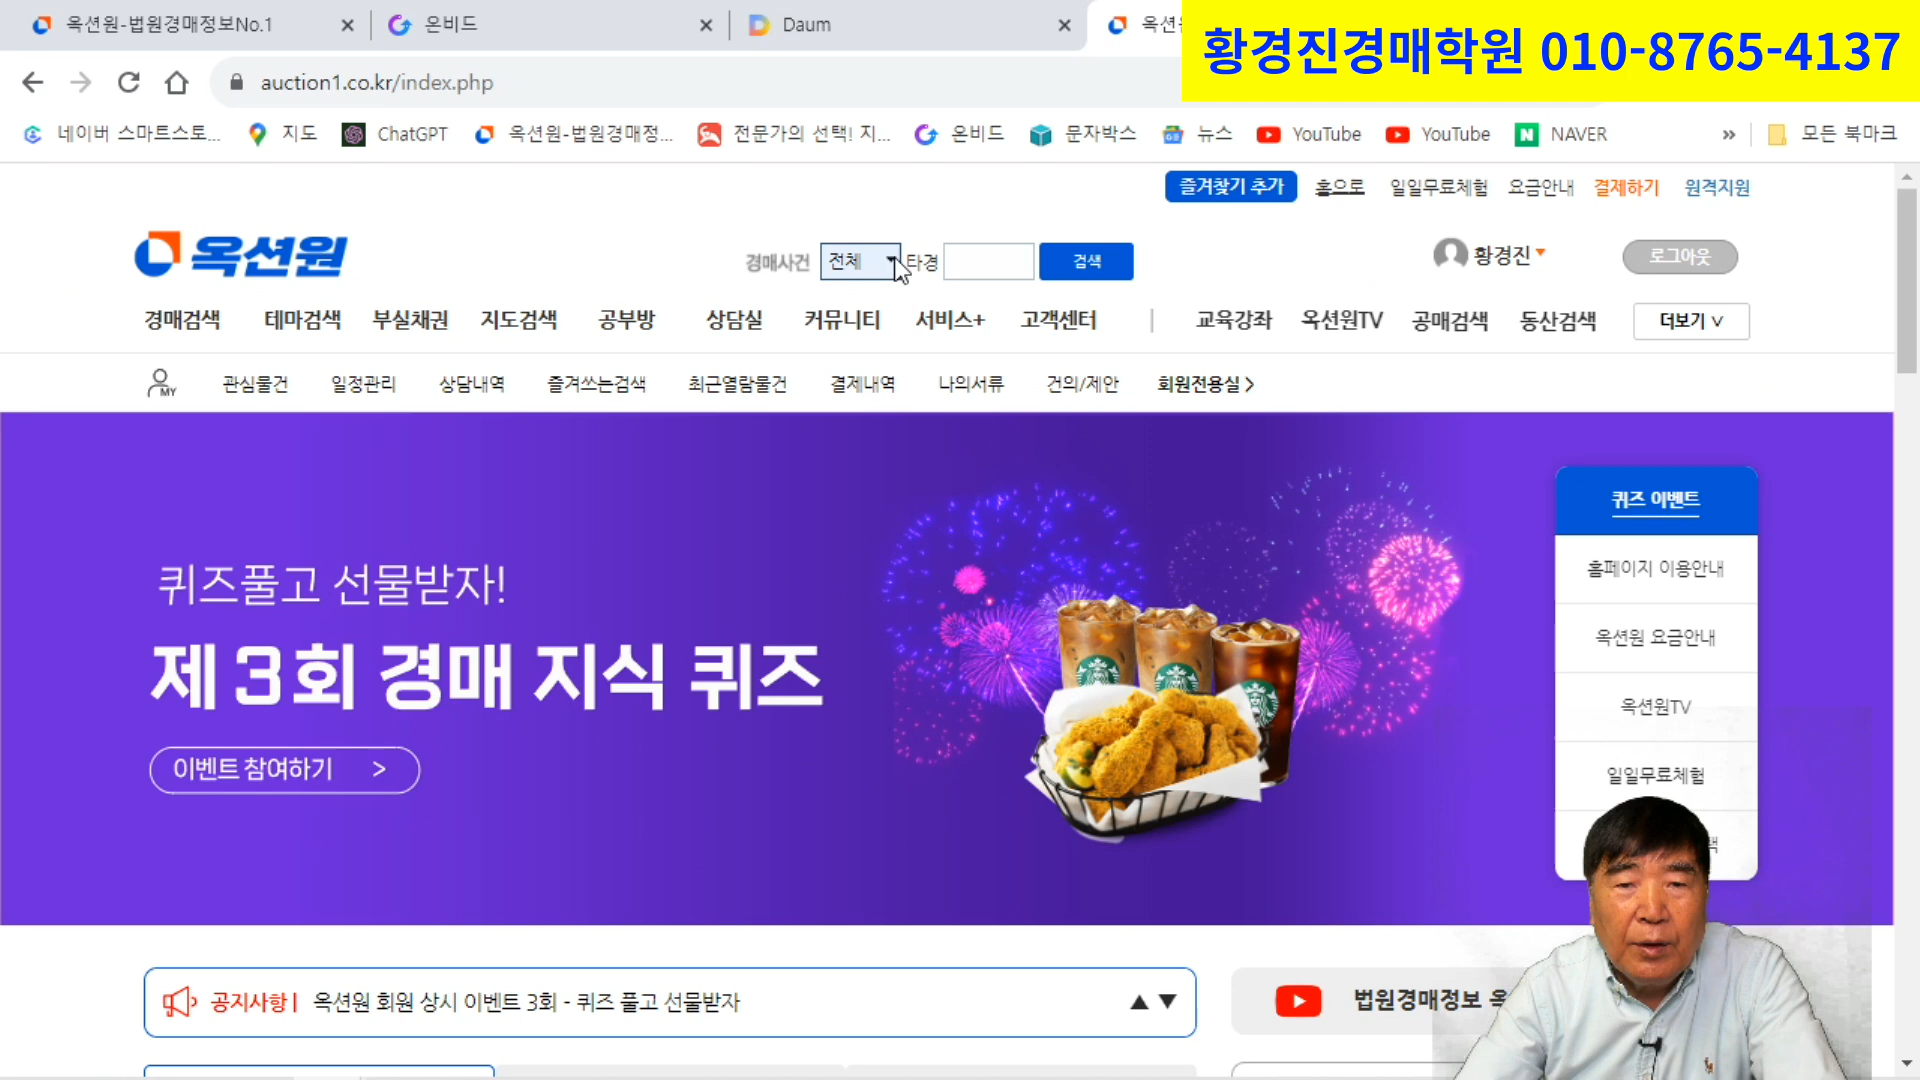 옥션원-법원경매정보No.1
온비드
Daum
옥션
황경진경매학원 010-8765-4137
auction1.co.kr/index.php
네이버 스마트스토...
지도
ChatGPT
옥션원-법원경매정...
전문가의 선택! 지...
온비드
문자박스
뉴스
YouTube
YouTube
NAVER
»
모든 북마크
즐겨찾기 추가
홈으로
일일무료체험
요금안내
결제하기
원격지원
옥션원
경매사건
전체
타경
검색
황경진
로그아웃
경매검색
테마검색
부실채권
지도검색
공부방
상담실
커뮤니티
서비스+
고객센터
교육강좌
옥션원TV
공매검색
동산검색
더보기 ∨
MY
관심물건
일정관리
상담내역
즐겨쓰는검색
최근열람물건
결제내역
나의서류
건의/제안
회원전용실 >
퀴즈풀고 선물받자!
제3회 경매 지식 퀴즈
이벤트 참여하기 >
퀴즈 이벤트
홈페이지 이용안내
옥션원 요금안내
옥션원TV
일일무료체험
공지사항 | 옥션원 회원 상시 이벤트 3회 - 퀴즈 풀고 선물받자
법원경매정보 옥